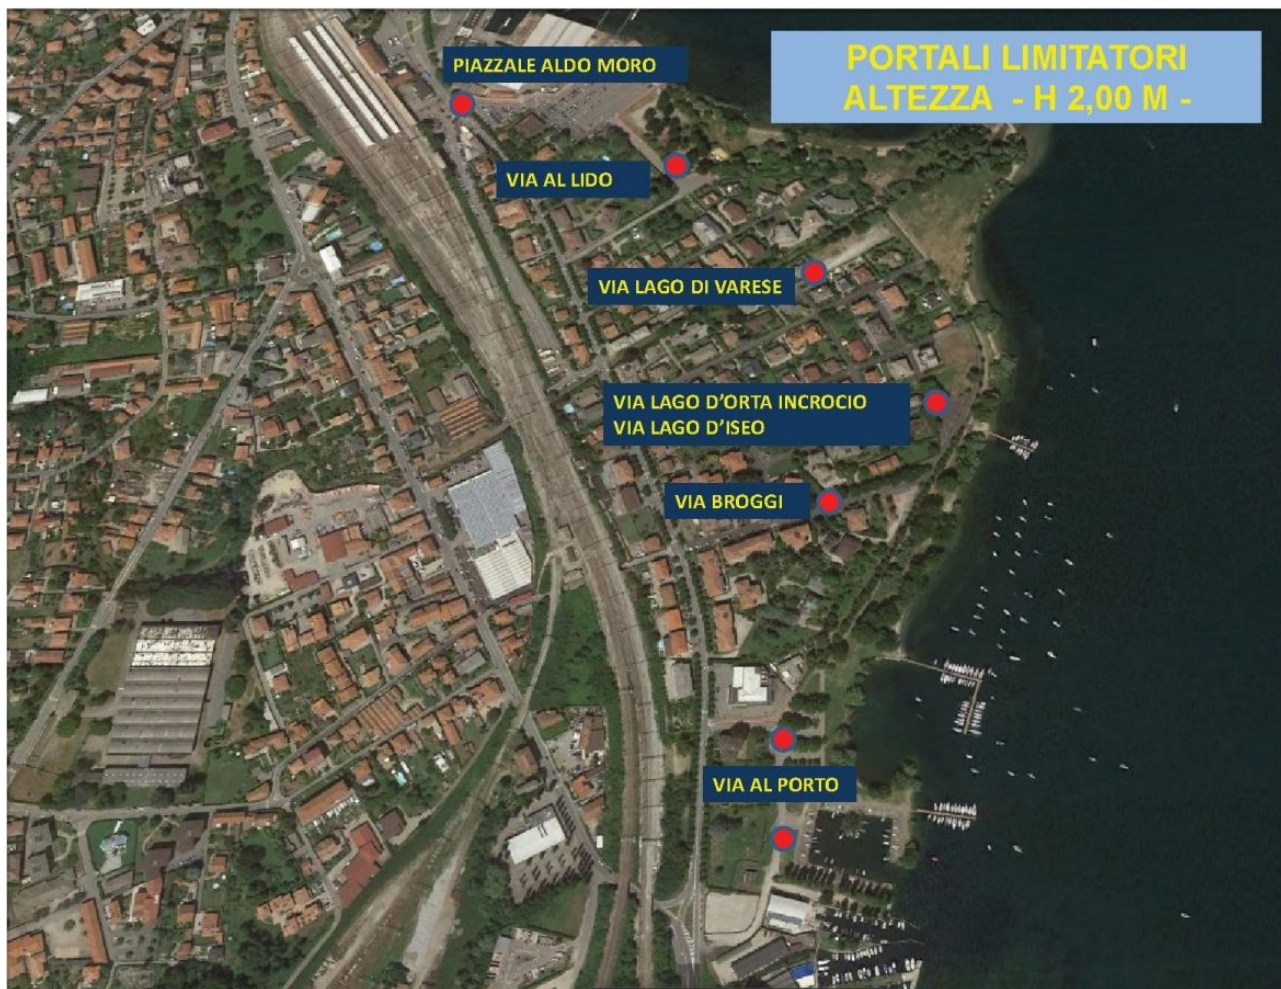 PORTALI LIMITATORI
ALTEZZA - H 2,00 M -
PIAZZALE ALDO MORO
VIA AL LIDO
VIA LAGO DI VARESE
VIA LAGO D'ORTA INCROCIO
VIA LAGO D'ISEO
VIA BROGGI
VIA AL PORTO